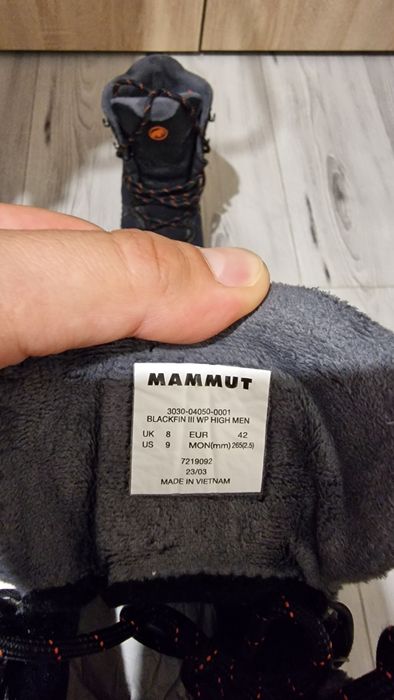 MAMMUT
3030-04050-0001
BLACKFIN III WP HIGH MEN
UK 8 EUR 42
US 9 MON(mm) 265(2.5)
7219092
23/03
MADE IN VIETNAM